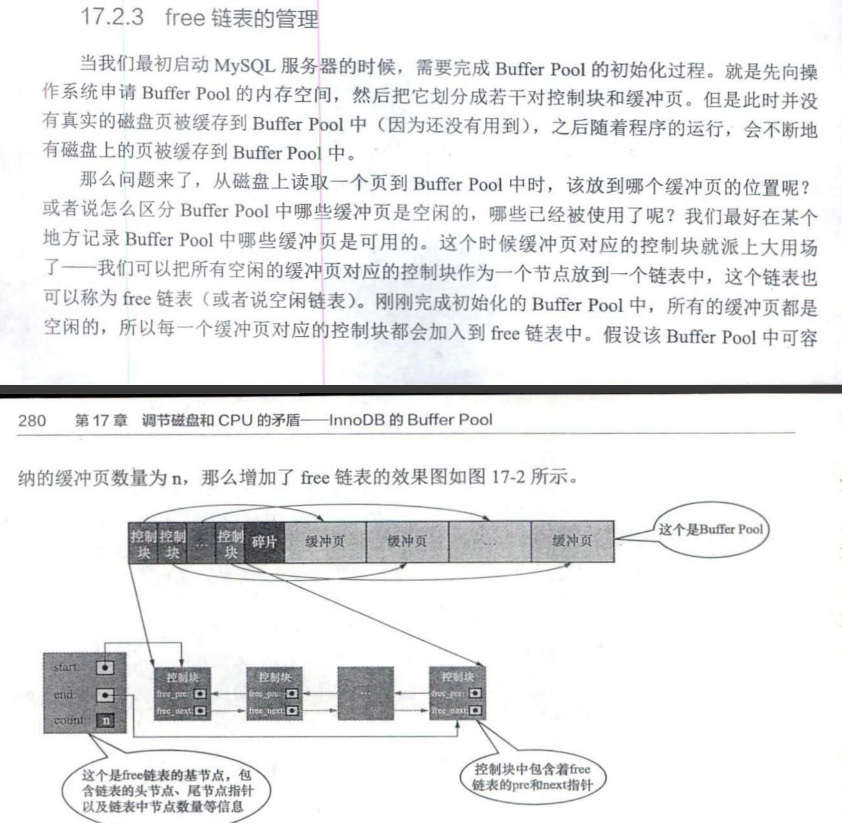 17.2.3 free 链表的管理
当我们最初启动 MySQL 服务器的时候，需要完成 Buffer Pool 的初始化过程。就是先向操
作系统申请 Buffer Pool 的内存空间，然后把它划分成若干对控制块和缓冲页。但是此时并没
有真实的磁盘页被缓存到 Buffer Pool 中（因为还没有用到），之后随着程序的运行，会不断地
有磁盘上的页被缓存到 Buffer Pool 中。
那么问题来了，从磁盘上读取一个页到 Buffer Pool 中时，该放到哪个缓冲页的位置呢？
或者说怎么区分 Buffer Pool 中哪些缓冲页是空闲的，哪些已经被使用了呢？我们最好在某个
地方记录 Buffer Pool 中哪些缓冲页是可用的。这个时候缓冲页对应的控制块就派上大用场
了——我们可以把所有空闲的缓冲页对应的控制块作为一个节点放到一个链表中，这个链表也
可以称为 free 链表（或者说空闲链表）。刚刚完成初始化的 Buffer Pool 中，所有的缓冲页都是
空闲的，所以每一个缓冲页对应的控制块都会加入到 free 链表中。假设该 Buffer Pool 中可容
280 第 17 章 调节磁盘和 CPU 的矛盾——InnoDB 的 Buffer Pool
纳的缓冲页数量为 n，那么增加了 free 链表的效果图如图 17-2 所示。
控制 控制 … 控制 碎片 缓冲页 缓冲页 … 缓冲页
块 块 块
这个是Buffer Pool
start:
end:
count: n
控制块 控制块 … 控制块
free_pre: free_pre: free_pre:
free_next: free_next: free_next:
这个是free链表的基节点，包
含链表的头节点、尾节点指针
以及链表中节点数量等信息
控制块中包含着free
链表的pre和next指针